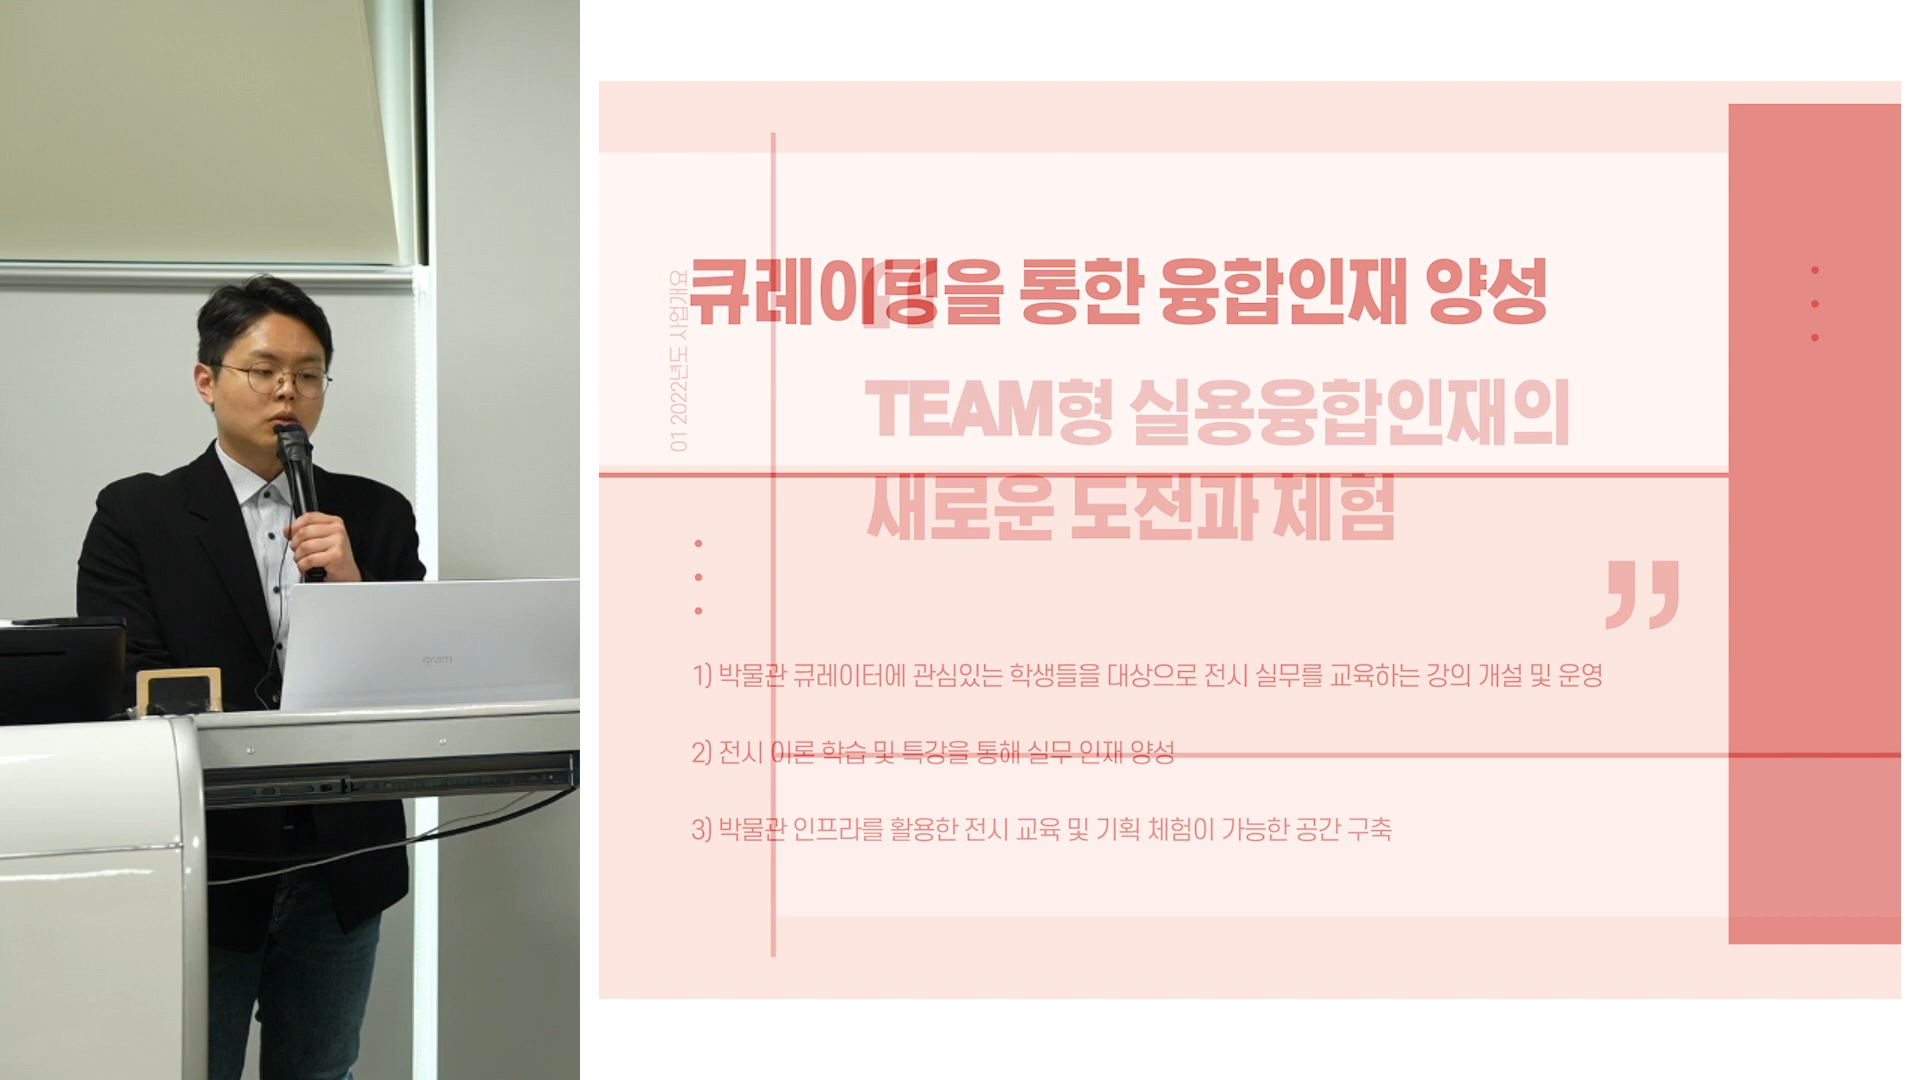 01 2022년도 사업개요
큐레이팅을 통한 융합인재 양성
“
TEAM형 실용융합인재의
새로운 도전과 체험
”
1) 박물관 큐레이터에 관심있는 학생들을 대상으로 전시 실무를 교육하는 강의 개설 및 운영
2) 전시 이론 학습 및 특강을 통해 실무 인재 양성
3) 박물관 인프라를 활용한 전시 교육 및 기획 체험이 가능한 공간 구축
gram